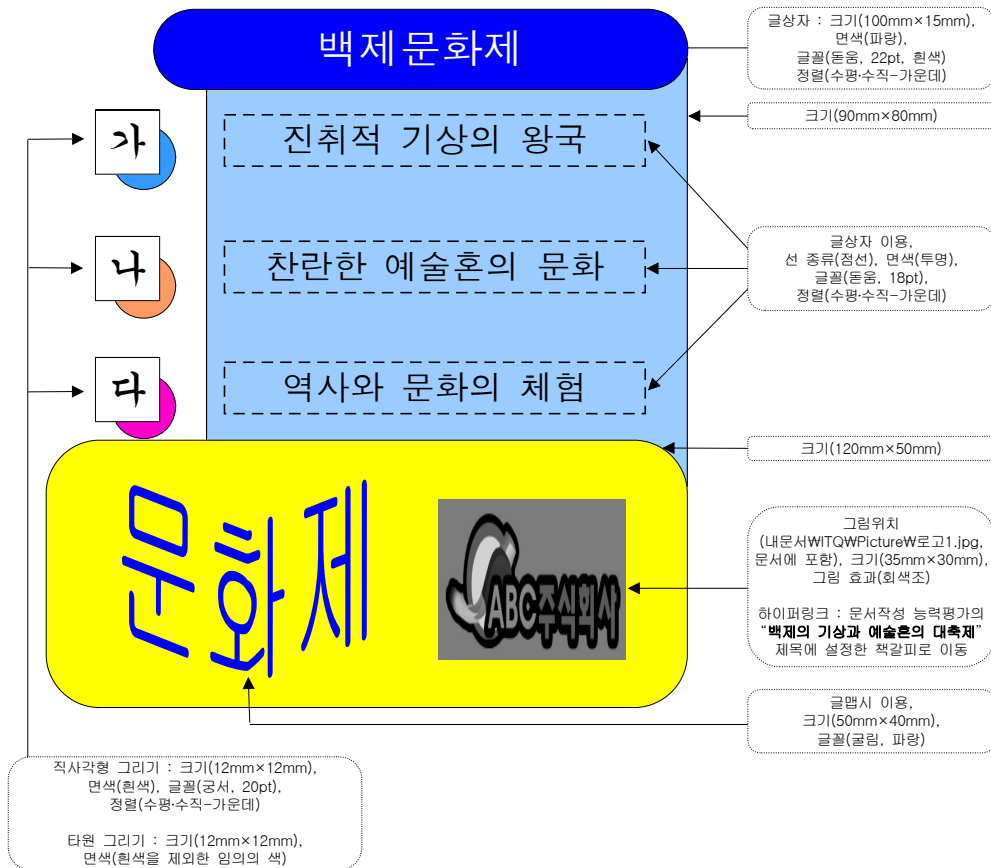 백제문화제
글상자 : 크기(100mm×15mm),
면색(파랑),
글꼴(돋움, 22pt, 흰색)
정렬(수평·수직-가운데)
크기(90mm×80mm)
가
진취적 기상의 왕국
나
찬란한 예술혼의 문화
글상자 이용,
선 종류(점선), 면색(투명),
글꼴(돋움, 18pt),
정렬(수평·수직-가운데)
다
역사와 문화의 체험
크기(120mm×50mm)
문화제
ABC주식회사
그림위치
(내문서₩ITQ₩Picture₩로고1.jpg,
문서에 포함), 크기(35mm×30mm),
그림 효과(회색조)
하이퍼링크 : 문서작성 능력평가의
“백제의 기상과 예술혼의 대축제”
제목에 설정한 책갈피로 이동
글맵시 이용,
크기(50mm×40mm),
글꼴(굴림, 파랑)
직사각형 그리기 : 크기(12mm×12mm),
면색(흰색), 글꼴(궁서, 20pt),
정렬(수평·수직-가운데)
타원 그리기 : 크기(12mm×12mm),
면색(흰색을 제외한 임의의 색)